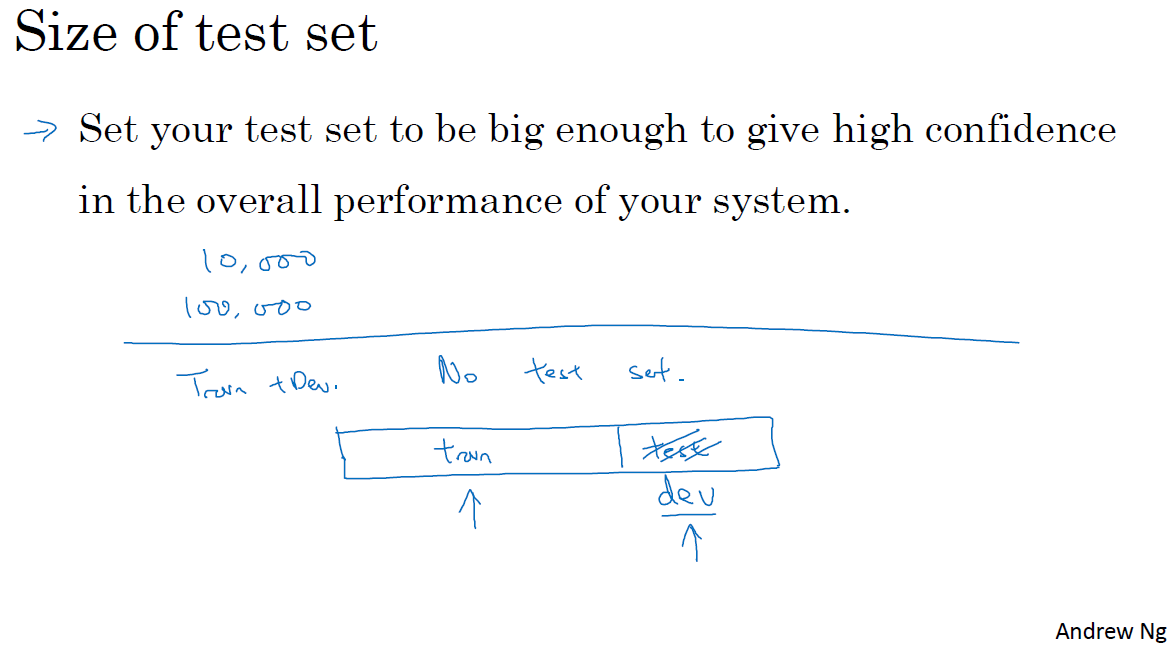 Size of test set
→ Set your test set to be big enough to give high confidence
in the overall performance of your system.
10,000
100,000
Train + Dev. No test set.
train test
dev
Andrew Ng